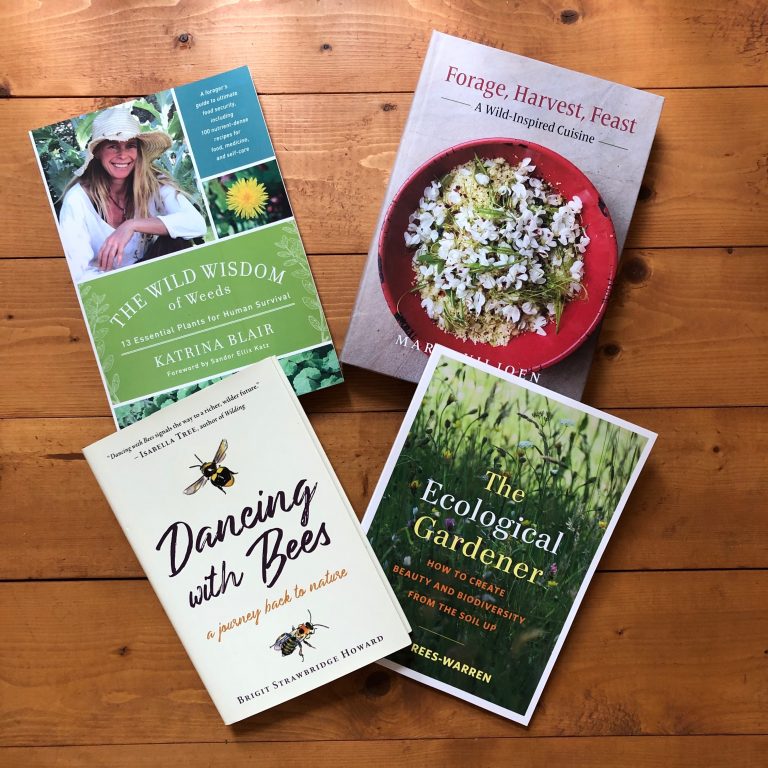 A forager's
guide to ultimate
food security,
including
100 nutrient-dense
recipes for
food, medicine,
and self-care
THE WILD WISDOM
of Weeds
13 Essential Plants for Human Survival
KATRINA BLAIR
Foreword by Sandor Ellix Katz
Forage, Harvest, Feast
A Wild-Inspired Cuisine
"Dancing with Bees signals the way to a richer, wilder future."
– ISABELLA TREE, author of Wilding
Dancing
with Bees
a journey back to nature
BRIGIT STRAWBRIDGE HOWARD
The
Ecological
Gardener
HOW TO CREATE
BEAUTY AND BIODIVERSITY
FROM THE SOIL UP
REES-WARREN